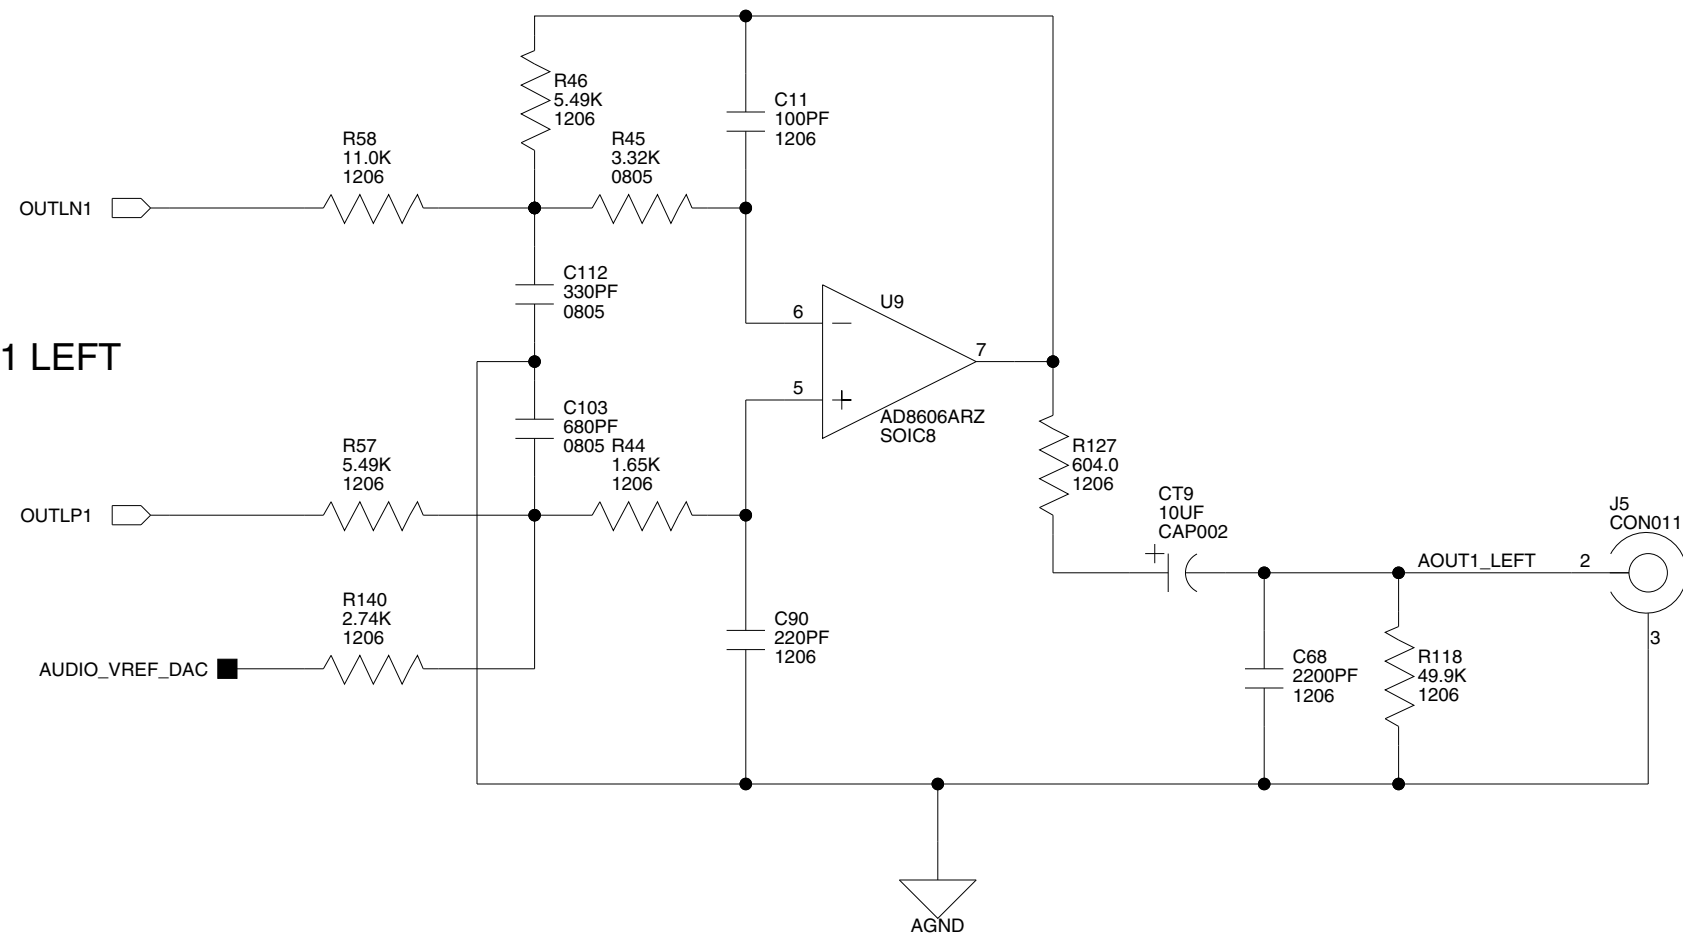 R46
5.49K
1206
C11
100PF
1206
R58
11.0K
1206
R45
3.32K
0805
OUTLN1
C112
330PF
0805
U9
6
7
5
1 LEFT
AD8606ARZ
SOIC8
C103
680PF
0805
R57
5.49K
1206
R44
1.65K
1206
R127
604.0
1206
OUTLP1
CT9
10UF
CAP002
+
J5
CON011
AOUT1_LEFT
2
3
R140
2.74K
1206
AUDIO_VREF_DAC
C90
220PF
1206
C68
2200PF
1206
R118
49.9K
1206
AGND